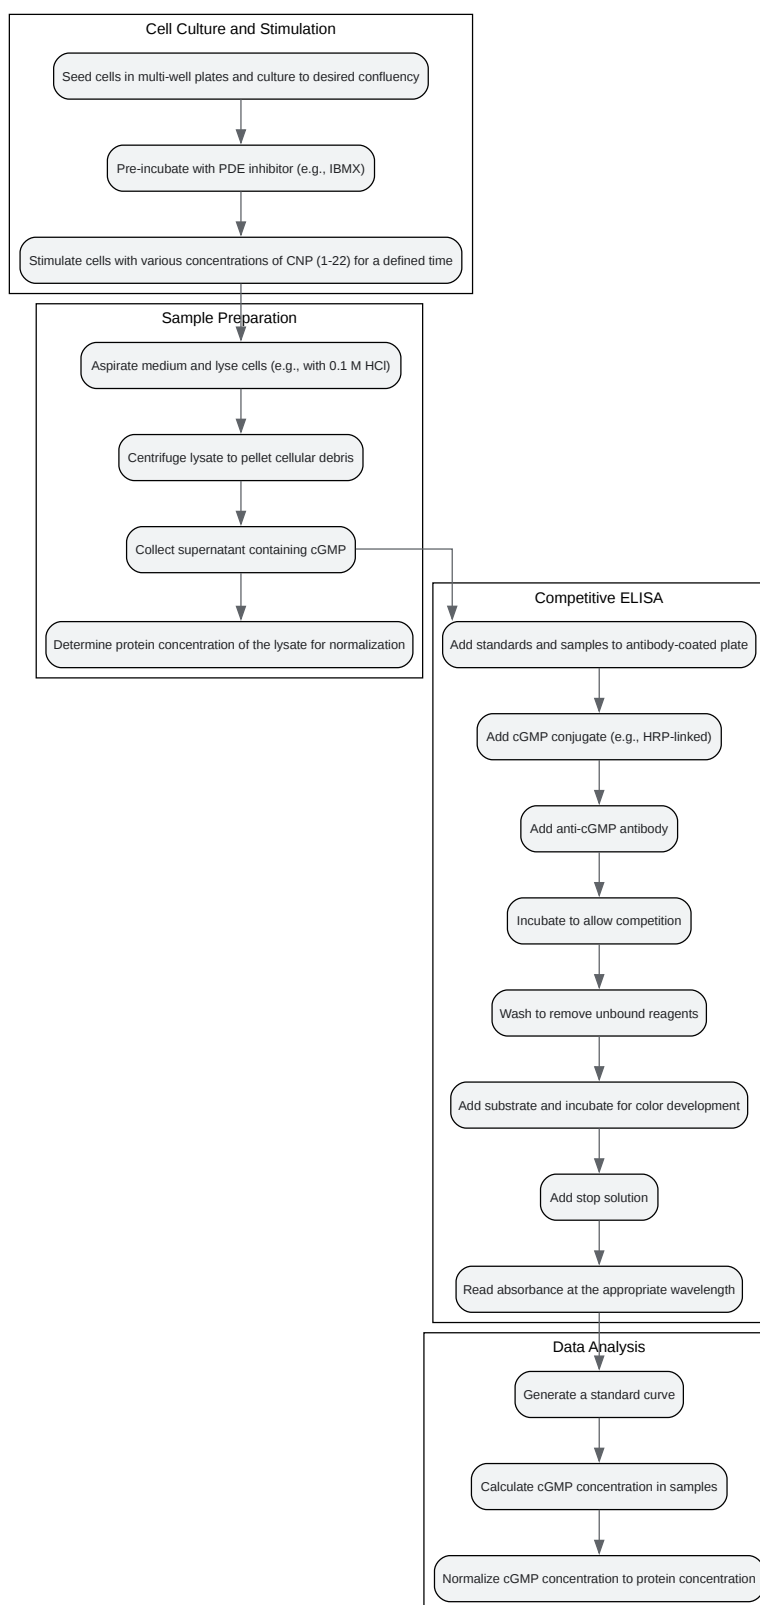 Cell Culture and Stimulation
Seed cells in multi-well plates and culture to desired confluency
Pre-incubate with PDE inhibitor (e.g., IBMX)
Stimulate cells with various concentrations of CNP (1-22) for a defined time
Sample Preparation
Aspirate medium and lyse cells (e.g., with 0.1 M HCl)
Centrifuge lysate to pellet cellular debris
Collect supernatant containing cGMP
Determine protein concentration of the lysate for normalization
Competitive ELISA
Add standards and samples to antibody-coated plate
Add cGMP conjugate (e.g., HRP-linked)
Add anti-cGMP antibody
Incubate to allow competition
Wash to remove unbound reagents
Add substrate and incubate for color development
Add stop solution
Read absorbance at the appropriate wavelength
Data Analysis
Generate a standard curve
Calculate cGMP concentration in samples
Normalize cGMP concentration to protein concentration